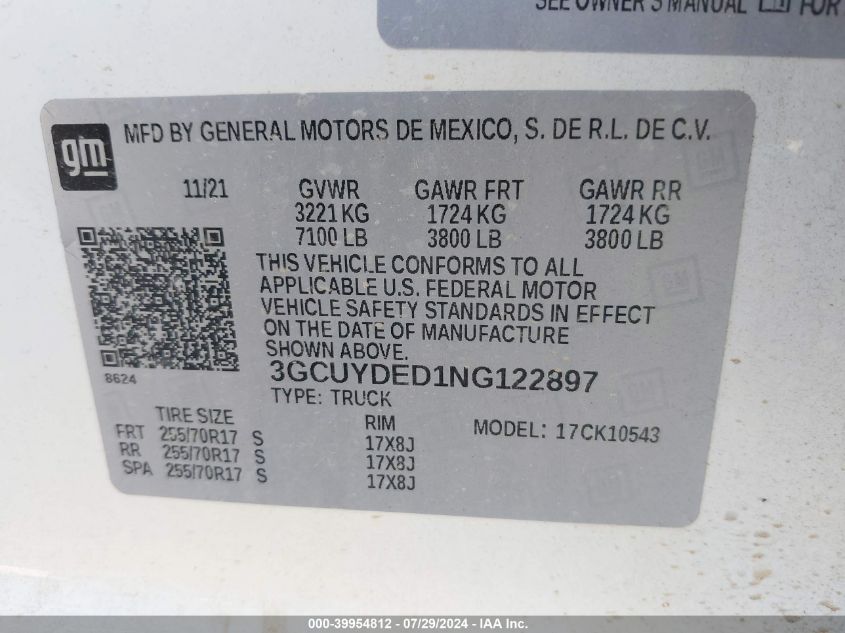 SEE OWNER'S MANUAL FOR
gm
MFD BY GENERAL MOTORS DE MEXICO, S. DE R.L. DE C.V.
11/21 GVWR GAWR FRT GAWR RR
3221 KG 1724 KG 1724 KG
7100 LB 3800 LB 3800 LB
THIS VEHICLE CONFORMS TO ALL
APPLICABLE U.S. FEDERAL MOTOR
VEHICLE SAFETY STANDARDS IN EFFECT
ON THE DATE OF MANUFACTURE
SHOWN ABOVE.
8624
3GCUYDED1NG122897
TYPE: TRUCK
TIRE SIZE RIM MODEL: 17CK10543
FRT 255/70R17 S 17X8J
RR 255/70R17 S 17X8J
SPA 255/70R17 S 17X8J
000-39954812 - 07/29/2024 - IAA Inc.